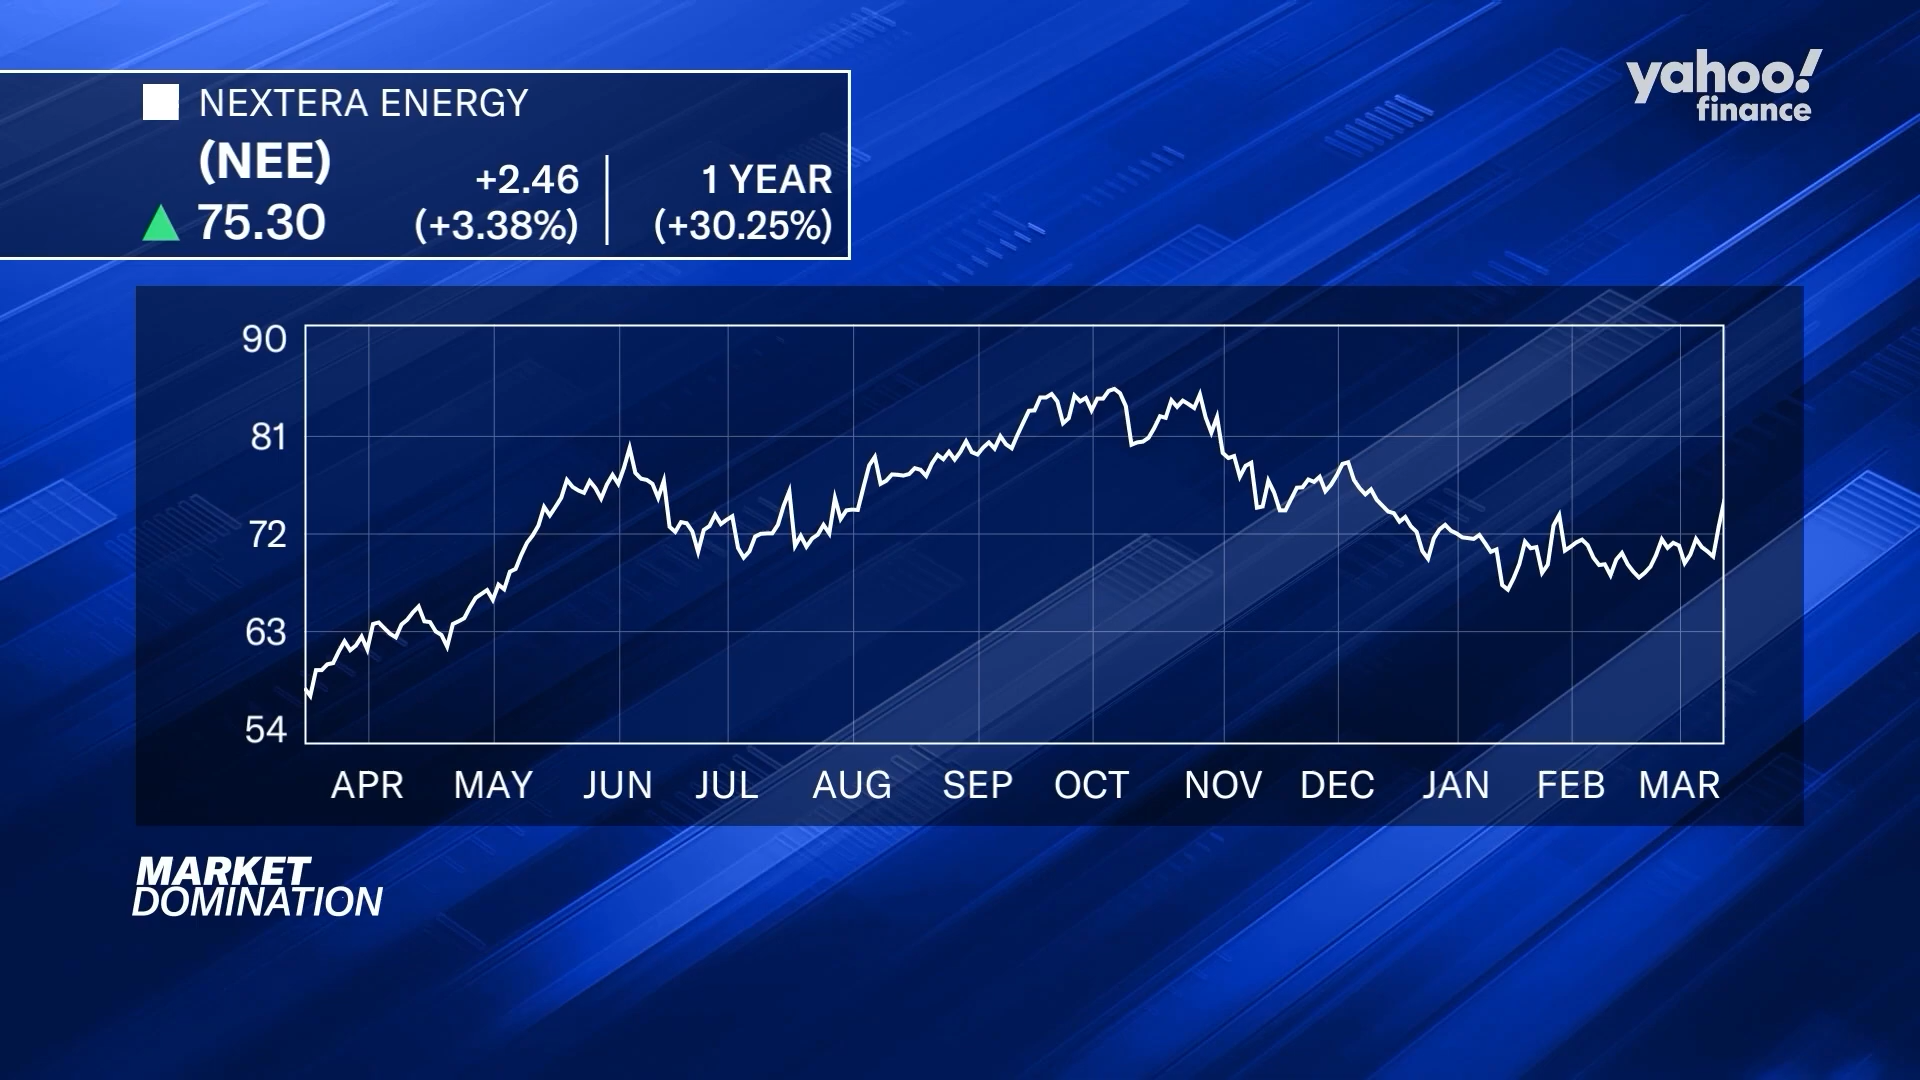 NEXTERA ENERGY
(NEE)
75.30
+2.46
(+3.38%)
1 YEAR
(+30.25%)
yahoo!
finance
90
81
72
63
54
APR MAY JUN JUL AUG SEP OCT NOV DEC JAN FEB MAR
MARKET
DOMINATION